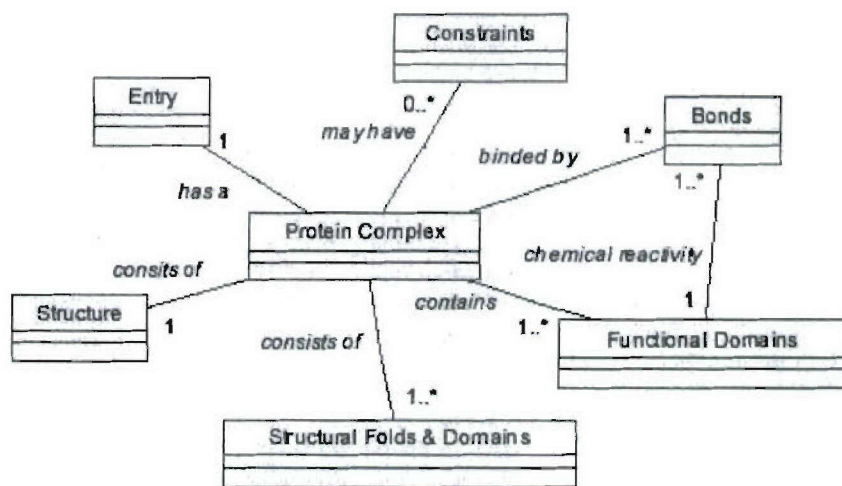 Constraints
Entry
Bonds
0..*
may have
1
1..*
binded by
1..*
has a
Protein Complex
chemical reactivity
consits of
contains
1
Structure
1
1..*
Functional Domains
consists of
1..*
Structural Folds & Domains